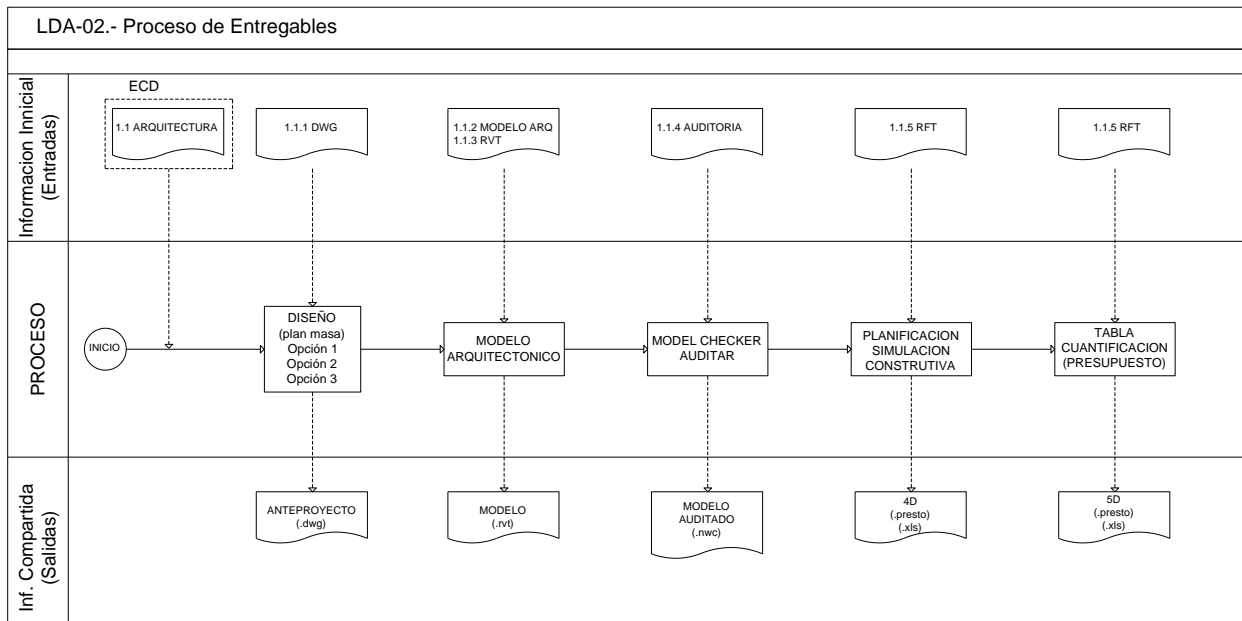 LDA-02.- Proceso de Entregables
Informacion Innicial
(Entradas)
ECD
1.1 ARQUITECTURA
1.1.1 DWG
1.1.2 MODELO ARQ
1.1.3 RVT
1.1.4 AUDITORIA
1.1.5 RFT
1.1.5 RFT
PROCESO
INICIO
DISEÑO
(plan masa)
Opción 1
Opción 2
Opción 3
MODELO
ARQUITECTONICO
MODEL CHECKER
AUDITAR
PLANIFICACION
SIMULACION
CONSTRUTIVA
TABLA
CUANTIFICACION
(PRESUPUESTO)
Inf. Compartida
(Salidas)
ANTEPROYECTO
(.dwg)
MODELO
(.rvt)
MODELO
AUDITADO
(.nwc)
4D
(.presto)
(.xls)
5D
(.presto)
(.xls)